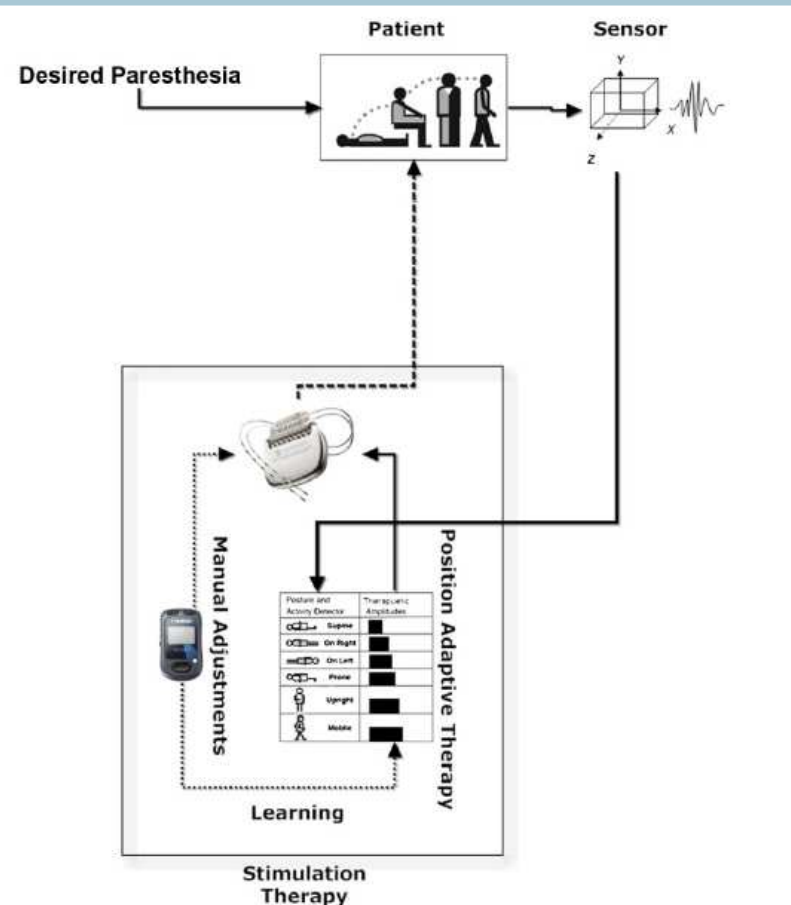 Patient
Sensor
Desired Paresthesia
Y
X
Z
Manual Adjustments
Position Adaptive Therapy
Posture and
Activity Detector
Therapeutic
Amplitudes
Supine
On Right
On Left
Prone
Upright
Mobile
Learning
Stimulation
Therapy